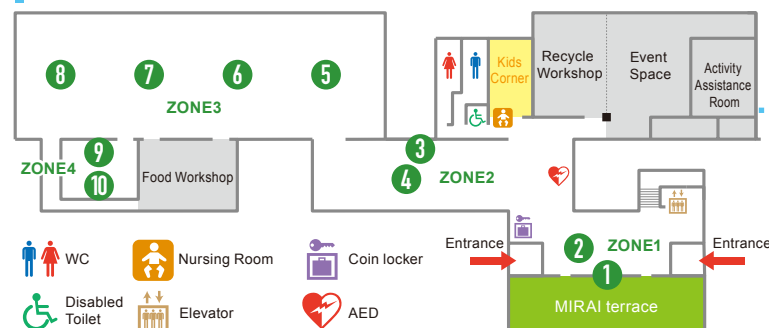 8
7
6
5
ZONE3
Kids
Corner
Recycle
Workshop
Event
Space
Activity
Assistance
Room
9
ZONE4
10
Food Workshop
3
4
ZONE2
Entrance
2
ZONE1
Entrance
1
MIRAI terrace
WC
Nursing Room
Coin locker
Disabled
Toilet
Elevator
AED